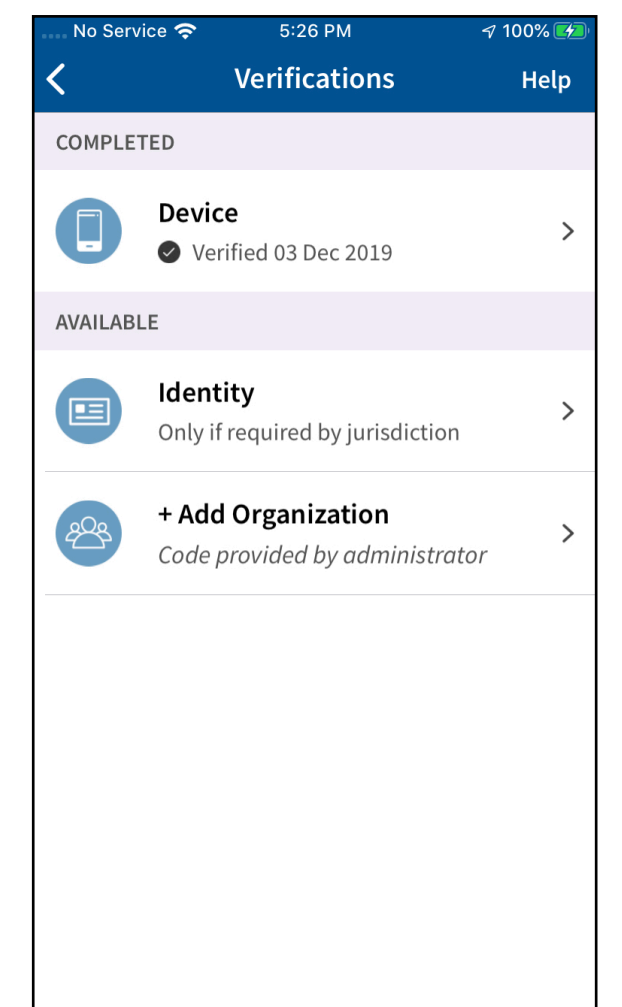 No Service 5:26 PM 100%
Verifications Help
COMPLETED
Device
Verified 03 Dec 2019
AVAILABLE
Identity
Only if required by jurisdiction
+ Add Organization
Code provided by administrator